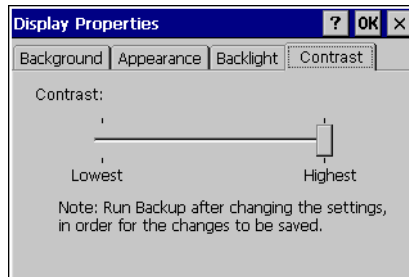 Display Properties ? OK ×
Background Appearance Backlight Contrast
Contrast:
Lowest Highest
Note: Run Backup after changing the settings,
in order for the changes to be saved.